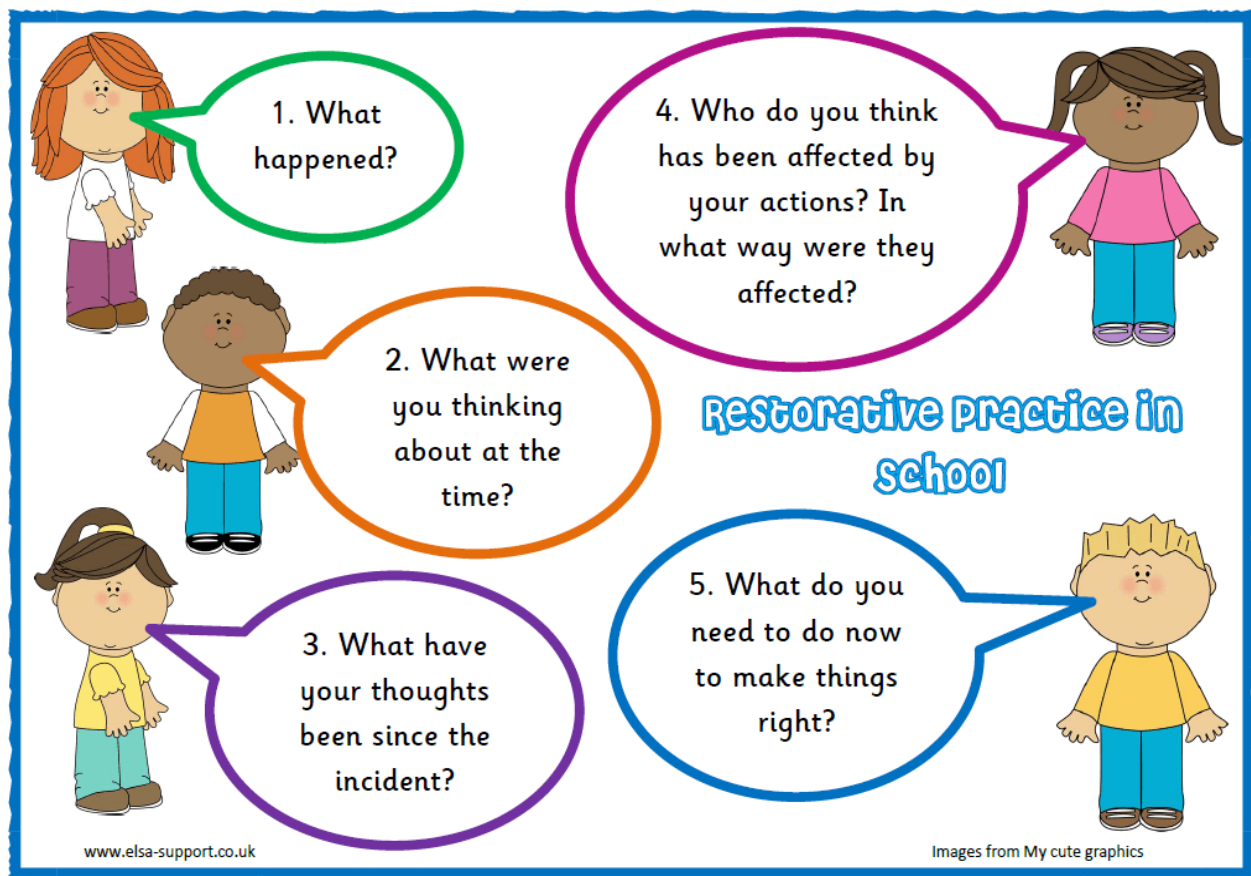 1. What
happened?
2. What were
you thinking
about at the
time?
3. What have
your thoughts
been since the
incident?
4. Who do you think
has been affected by
your actions? In
what way were they
affected?
Restorative Practice in
school
5. What do you
need to do now
to make things
right?
www.elsa-support.co.uk
Images from My cute graphics